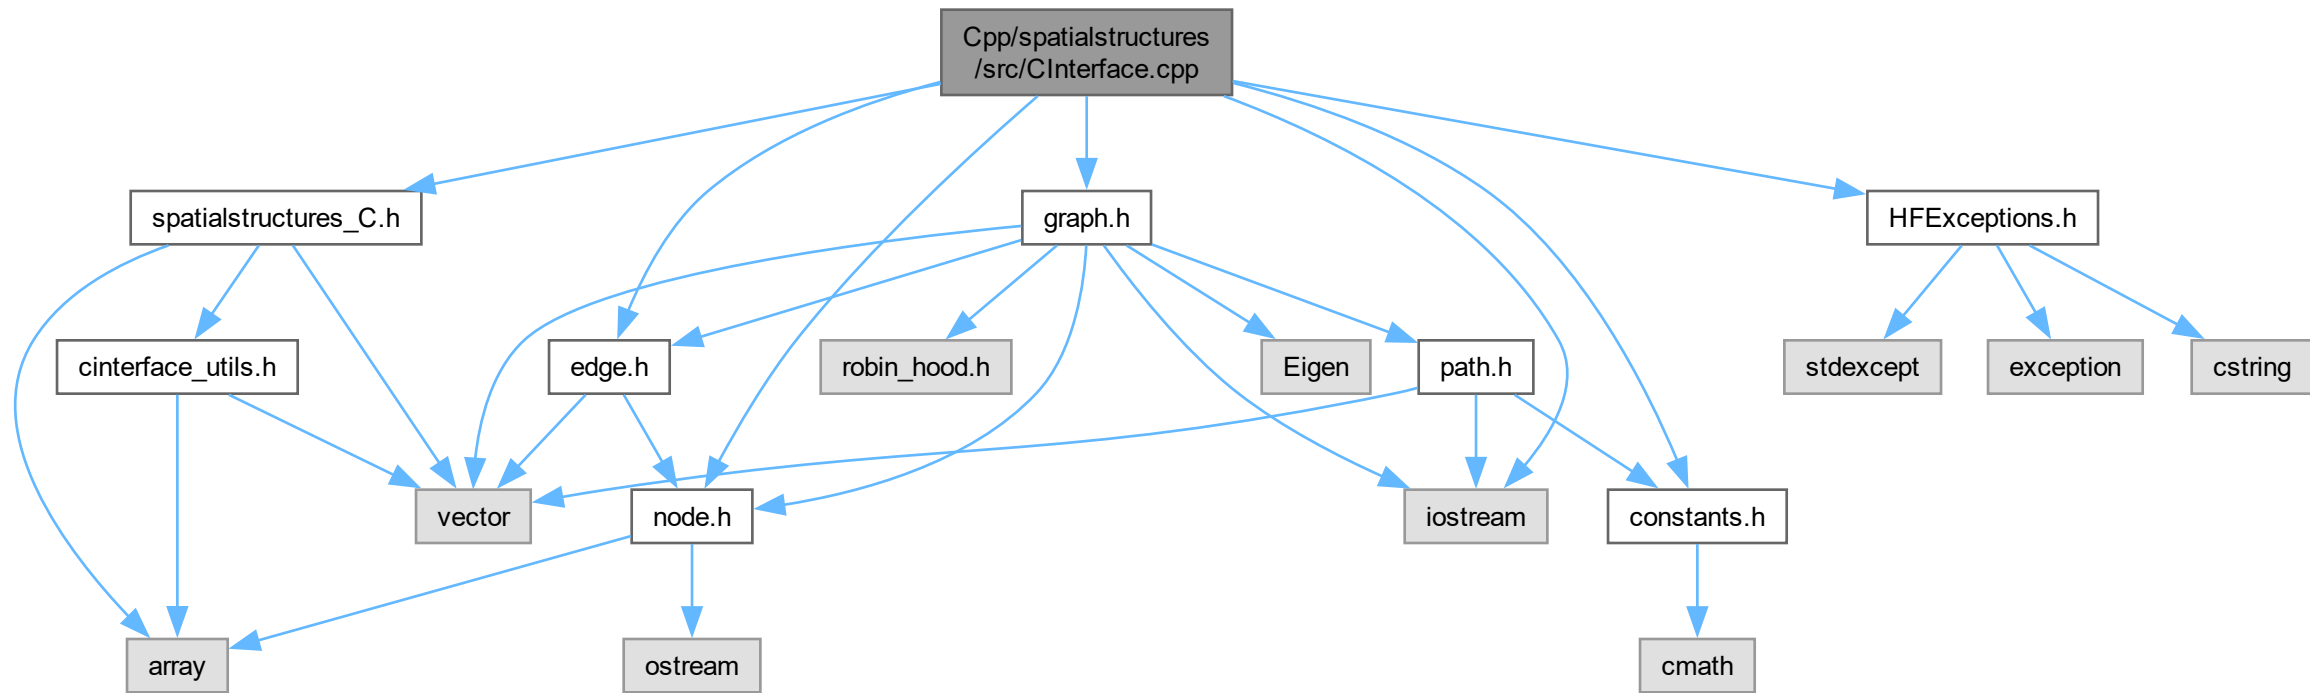 Cpp/spatialstructures
/src/CInterface.cpp
spatialstructures_C.h
graph.h
HFExceptions.h
cinterface_utils.h
edge.h
robin_hood.h
Eigen
path.h
stdexcept
exception
cstring
vector
node.h
iostream
constants.h
array
ostream
cmath